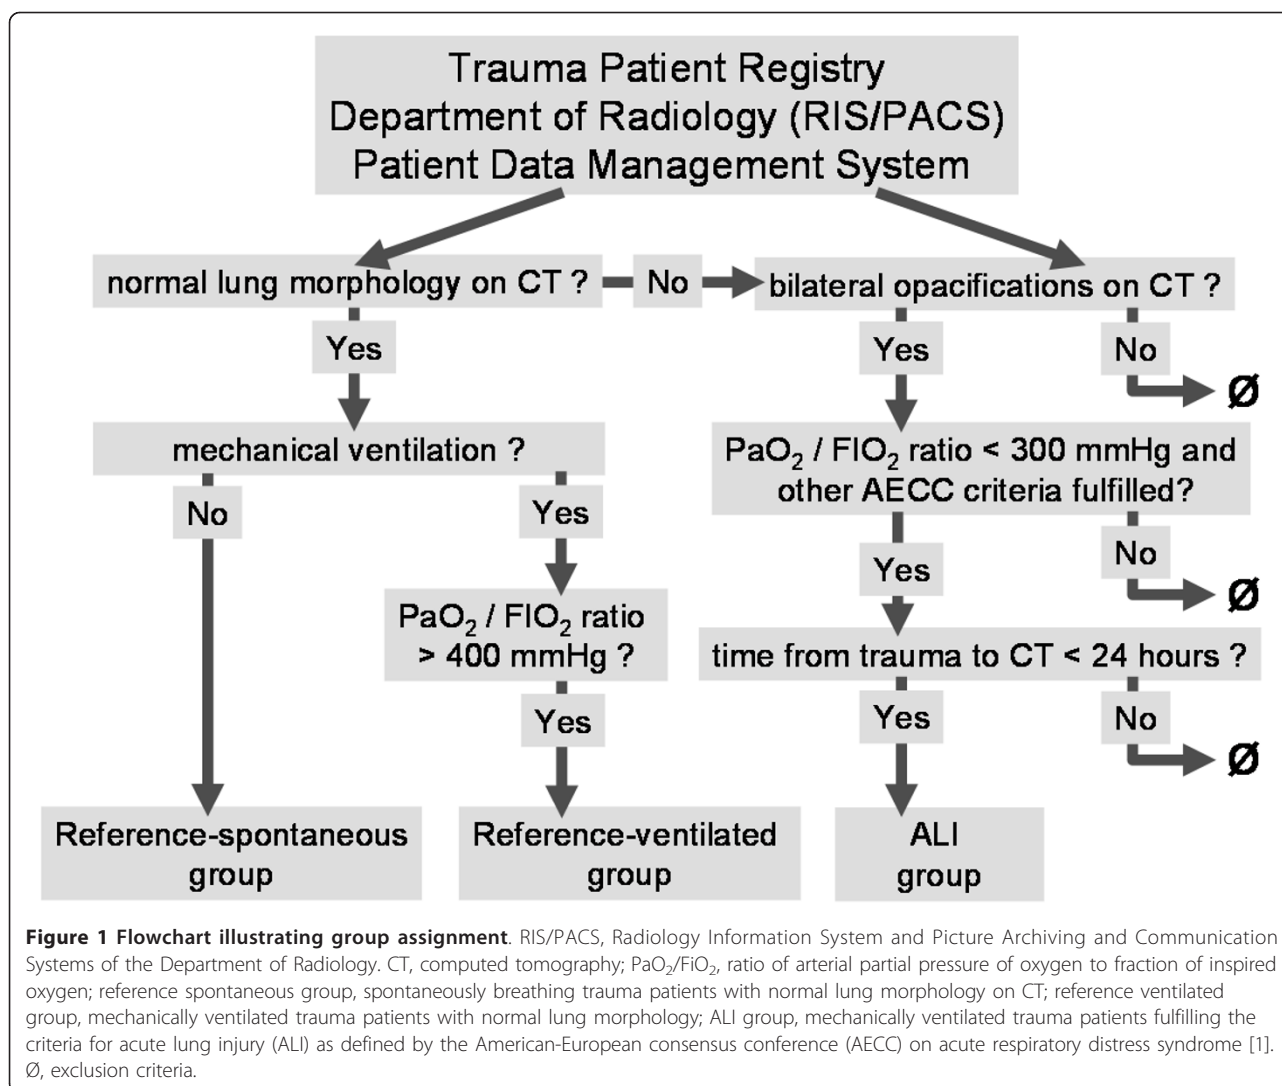 Trauma Patient Registry
Department of Radiology (RIS/PACS)
Patient Data Management System
normal lung morphology on CT ?
No
bilateral opacifications on CT ?
Yes
Yes
No
Ø
mechanical ventilation ?
PaO₂ / FIO₂ ratio < 300 mmHg and
other AECC criteria fulfilled?
No
Yes
Yes
No
Ø
PaO₂ / FIO₂ ratio
> 400 mmHg ?
time from trauma to CT < 24 hours ?
Yes
Yes
No
Ø
Reference-spontaneous
group
Reference-ventilated
group
ALI
group
Figure 1 Flowchart illustrating group assignment. RIS/PACS, Radiology Information System and Picture Archiving and Communication
Systems of the Department of Radiology. CT, computed tomography; PaO₂/FiO₂, ratio of arterial partial pressure of oxygen to fraction of inspired
oxygen; reference spontaneous group, spontaneously breathing trauma patients with normal lung morphology on CT; reference ventilated
group, mechanically ventilated trauma patients with normal lung morphology; ALI group, mechanically ventilated trauma patients fulfilling the
criteria for acute lung injury (ALI) as defined by the American-European consensus conference (AECC) on acute respiratory distress syndrome [1].
Ø, exclusion criteria.